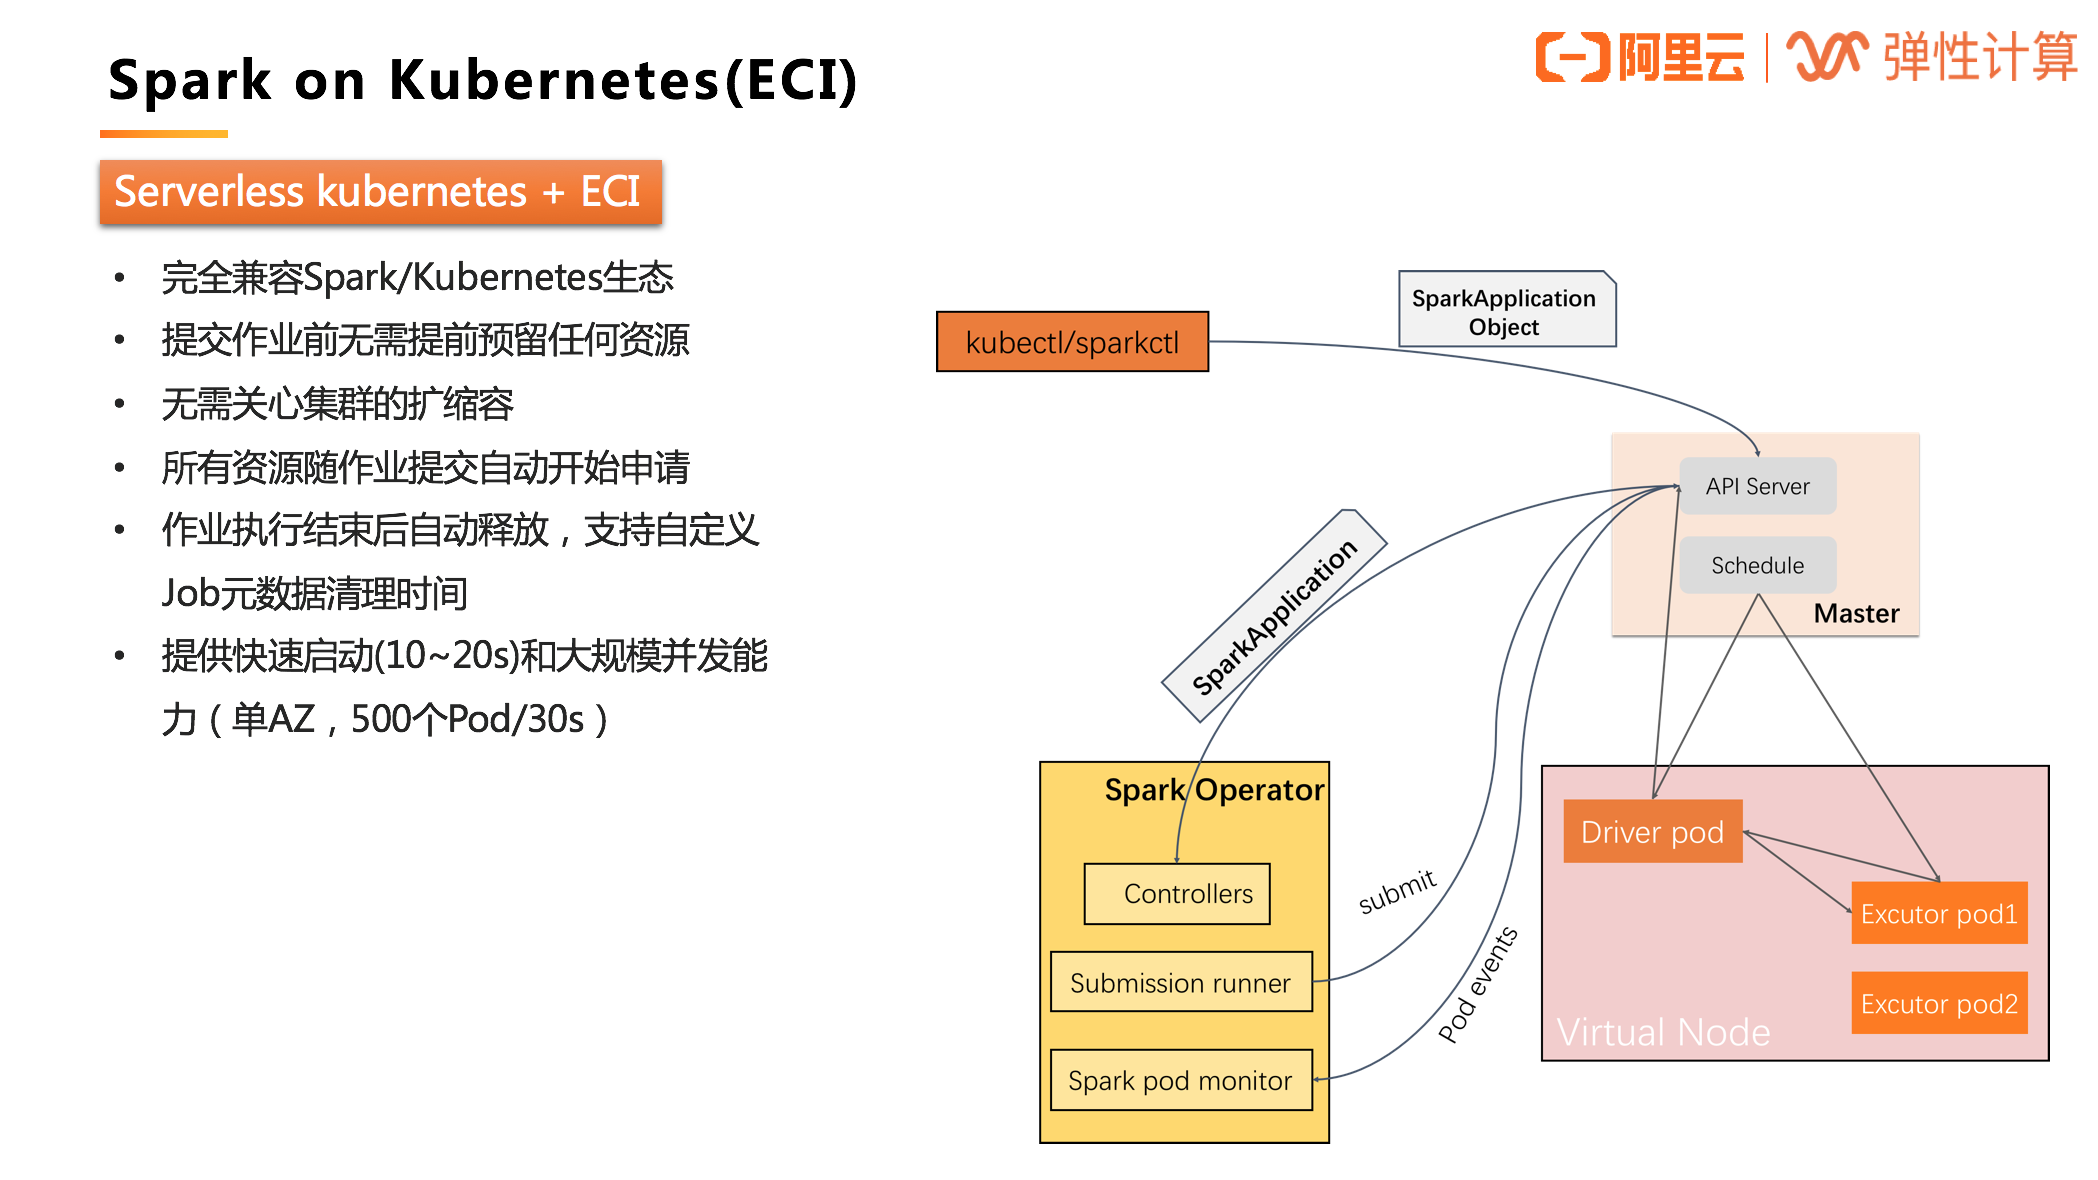 Spark on Kubernetes(ECI)
阿里云
弹性计算
Serverless kubernetes + ECI
• 完全兼容Spark/Kubernetes生态
• 提交作业前无需提前预留任何资源
• 无需关心集群的扩缩容
• 所有资源随作业提交自动开始申请
• 作业执行结束后自动释放，支持自定义
Job元数据清理时间
• 提供快速启动(10~20s)和大规模并发能
力（单AZ，500个Pod/30s）
kubectl/sparkctl
SparkApplication
Object
API Server
Schedule
Master
SparkApplication
Spark Operator
Controllers
Submission runner
Spark pod monitor
submit
Pod events
Driver pod
Excutor pod1
Excutor pod2
Virtual Node